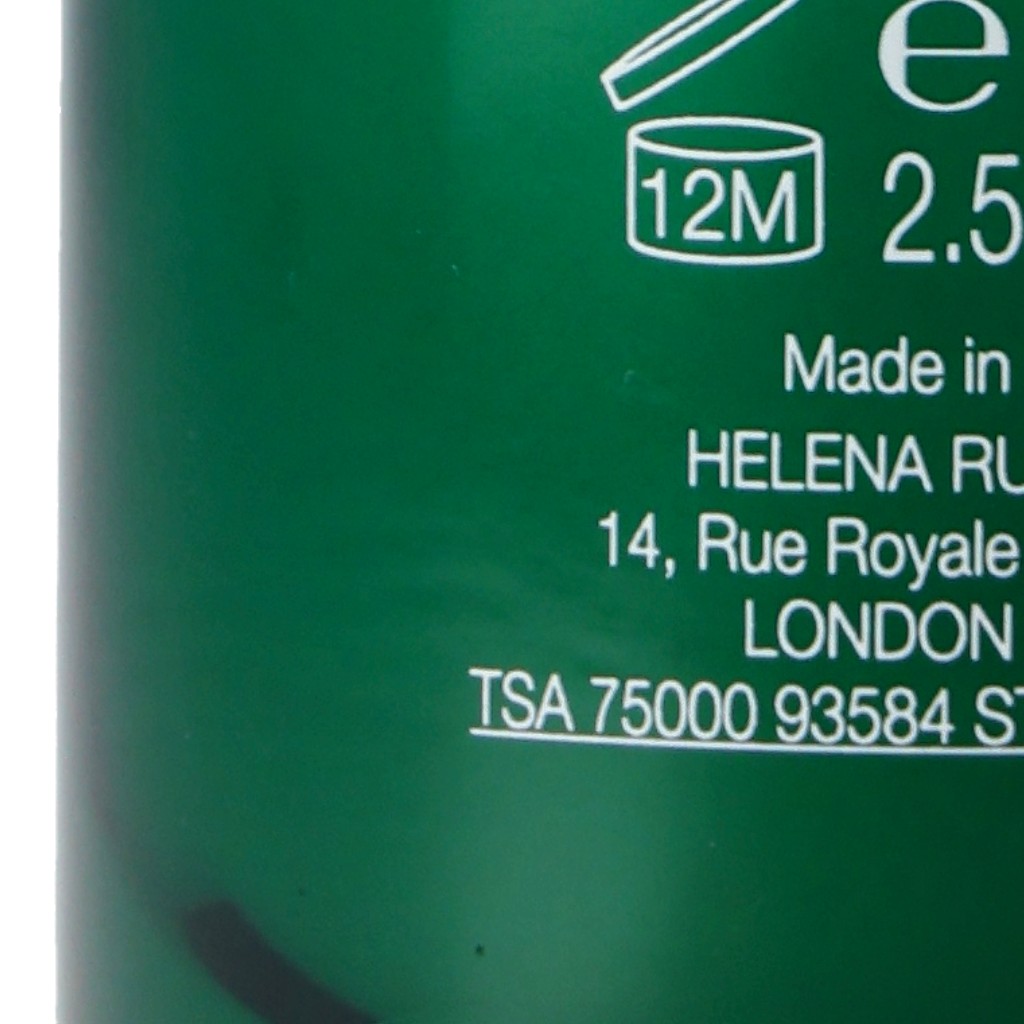 e
12M 2.5
Made in
HELENA RU
14, Rue Royale
LONDON
TSA 75000 93584 ST